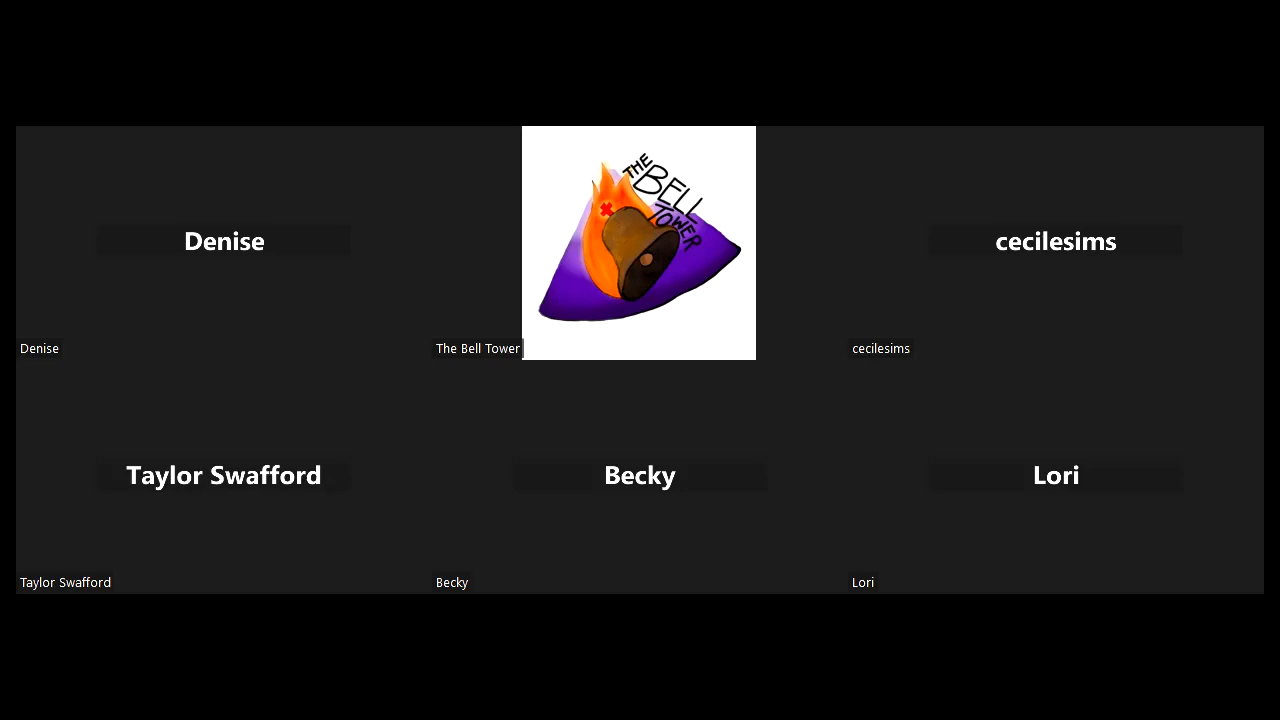 Denise
THE
BELL
TOWER
cecilesims
Denise
The Bell Tower
cecilesims
Taylor Swafford
Becky
Lori
Taylor Swafford
Becky
Lori